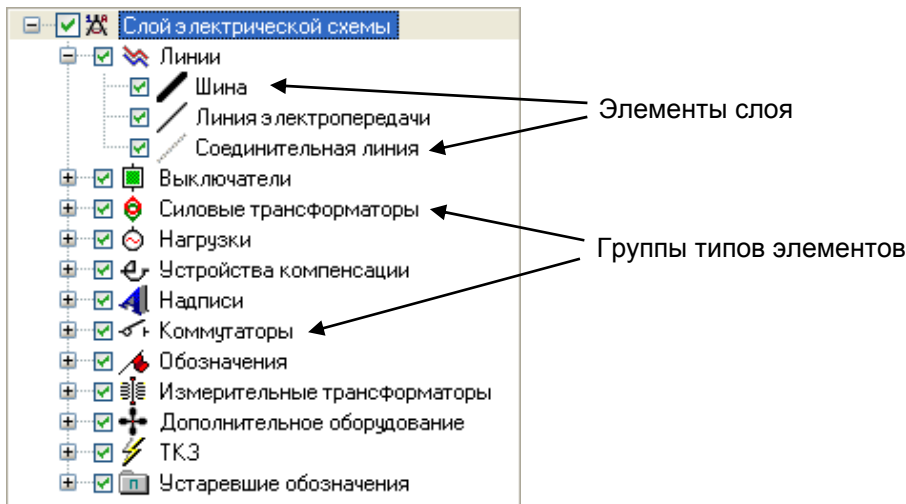 Слой электрической схемы
Линии
Шина
Линия электропередачи
Соединительная линия
Выключатели
Силовые трансформаторы
Нагрузки
Устройства компенсации
Надписи
Коммутаторы
Обозначения
Измерительные трансформаторы
Дополнительное оборудование
ТКЗ
Устаревшие обозначения
Элементы слоя
Группы типов элементов